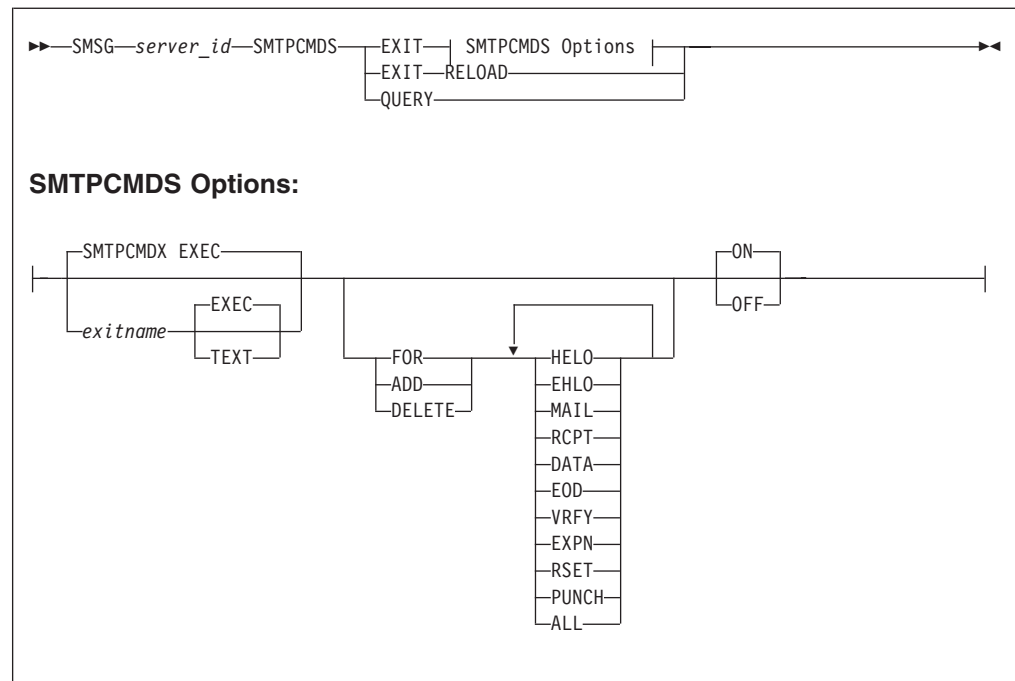 SMSG server_id SMTPCMDS EXIT SMTPCMDS Options
EXIT RELOAD
QUERY
SMTPCMDS Options:
SMTPCMDX EXEC ON
OFF
EXEC
exitname
TEXT
FOR HELO
ADD EHLO
DELETE MAIL
RCPT
DATA
EOD
VRFY
EXPN
RSET
PUNCH
ALL